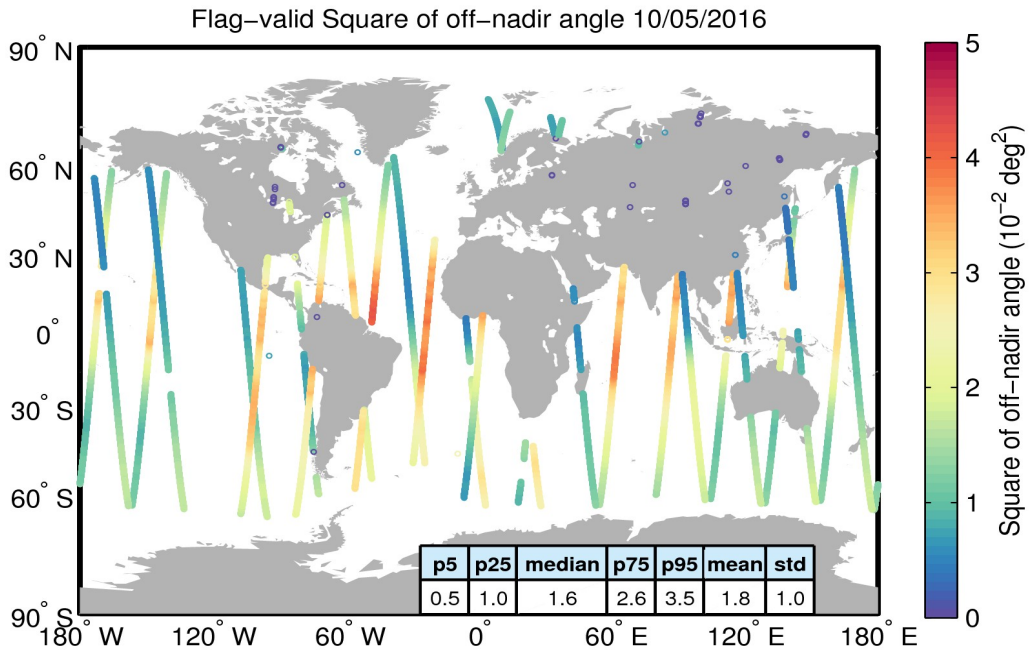 Flag−valid Square of off−nadir angle 10/05/2016
90° N
60° N
30° N
0°
30° S
60° S
90° S
180° W
120° W
60° W
0°
60° E
120° E
180° E
p5 p25 median p75 p95 mean std
0.5 1.0 1.6 2.6 3.5 1.8 1.0
5
4
3
2
1
0
Square of off−nadir angle (10⁻² deg²)